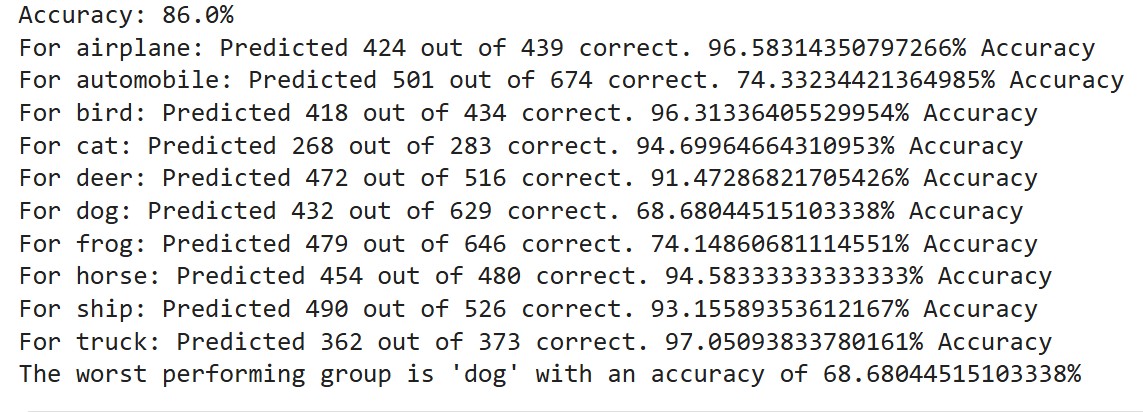 Accuracy: 86.0%
For airplane: Predicted 424 out of 439 correct. 96.58314350797266% Accuracy
For automobile: Predicted 501 out of 674 correct. 74.33234421364985% Accuracy
For bird: Predicted 418 out of 434 correct. 96.31336405529954% Accuracy
For cat: Predicted 268 out of 283 correct. 94.69964664310953% Accuracy
For deer: Predicted 472 out of 516 correct. 91.47286821705426% Accuracy
For dog: Predicted 432 out of 629 correct. 68.68044515103338% Accuracy
For frog: Predicted 479 out of 646 correct. 74.14860681114551% Accuracy
For horse: Predicted 454 out of 480 correct. 94.58333333333333% Accuracy
For ship: Predicted 490 out of 526 correct. 93.15589353612167% Accuracy
For truck: Predicted 362 out of 373 correct. 97.05093833780161% Accuracy
The worst performing group is 'dog' with an accuracy of 68.68044515103338%